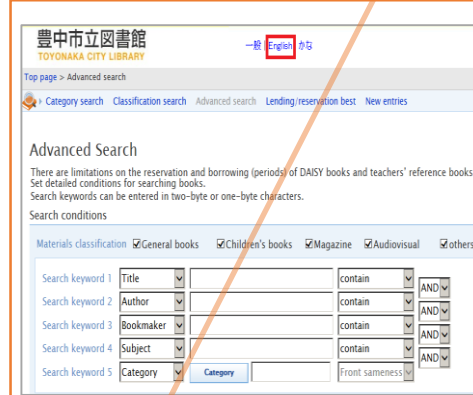 豊中市立図書館
TOYONAKA CITY LIBRARY
一般 | English かな
Top page > Advanced search
Category search Classification search Advanced search Lending/reservation best New entries
Advanced Search
There are limitations on the reservation and borrowing (periods) of DAISY books and teachers' reference books
Set detailed conditions for searching books.
Search keywords can be entered in two-byte or one-byte characters.
Search conditions
Materials classification General books Children's books Magazine Audiovisual others
Search keyword 1 Title contain AND
Search keyword 2 Author contain AND
Search keyword 3 Bookmaker contain AND
Search keyword 4 Subject contain AND
Search keyword 5 Category Category Front sameness